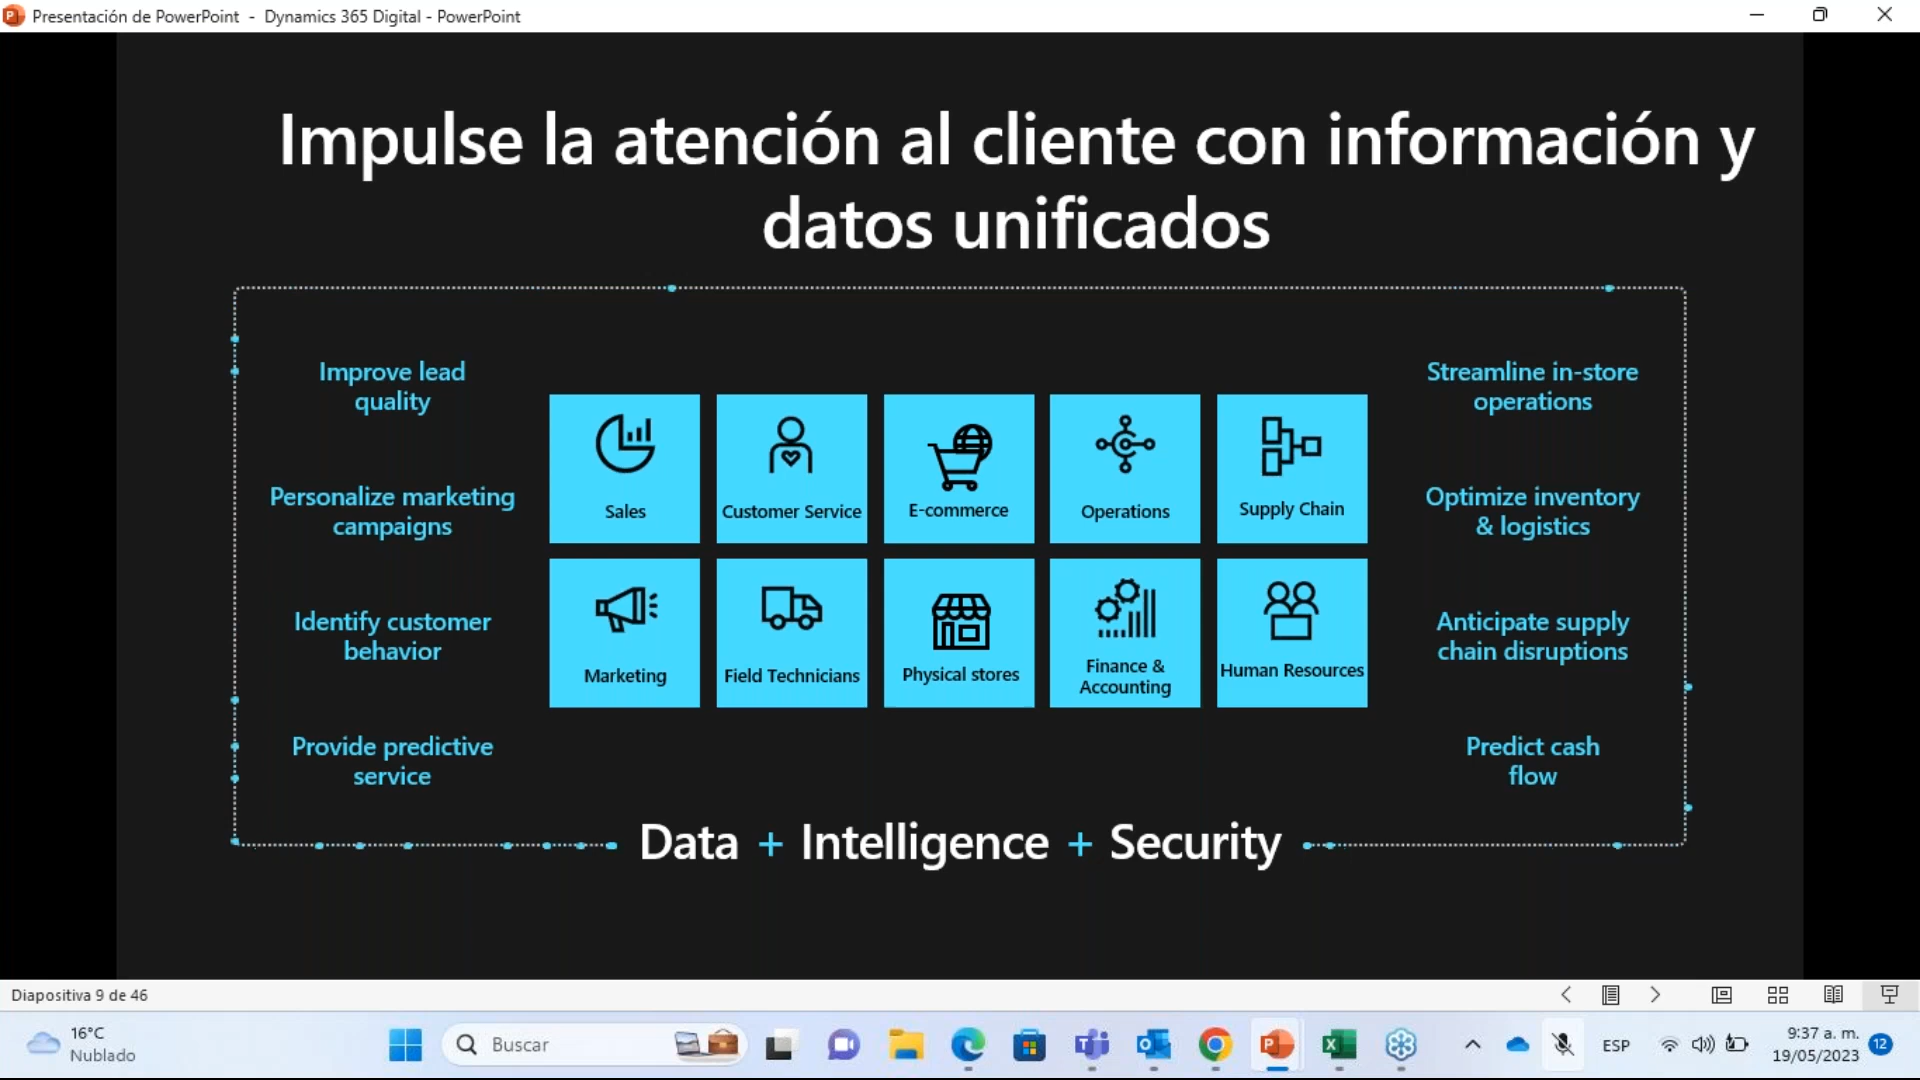 Presentación de PowerPoint - Dynamics 365 Digital - PowerPoint
Impulse la atención al cliente con información y
datos unificados
Improve lead
quality
Personalize marketing
campaigns
Identify customer
behavior
Provide predictive
service
Sales
Customer Service
E-commerce
Operations
Supply Chain
Marketing
Field Technicians
Physical stores
Finance &
Accounting
Human Resources
Streamline in-store
operations
Optimize inventory
& logistics
Anticipate supply
chain disruptions
Predict cash
flow
Data + Intelligence + Security
Diapositiva 9 de 46
16°C
Nublado
Buscar
ESP
9:37 a. m.
19/05/2023
12